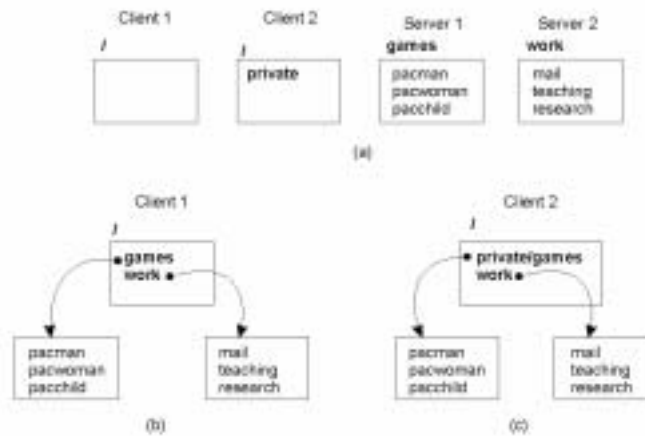 Client 1
Client 2
Server 1
Server 2
/
/
games
work
private
pacman
pacwoman
pacchild
mail
teaching
research
(a)
Client 1
/
games
work
pacman
pacwoman
pacchild
mail
teaching
research
(b)
Client 2
/
private/games
work
pacman
pacwoman
pacchild
mail
teaching
research
(c)